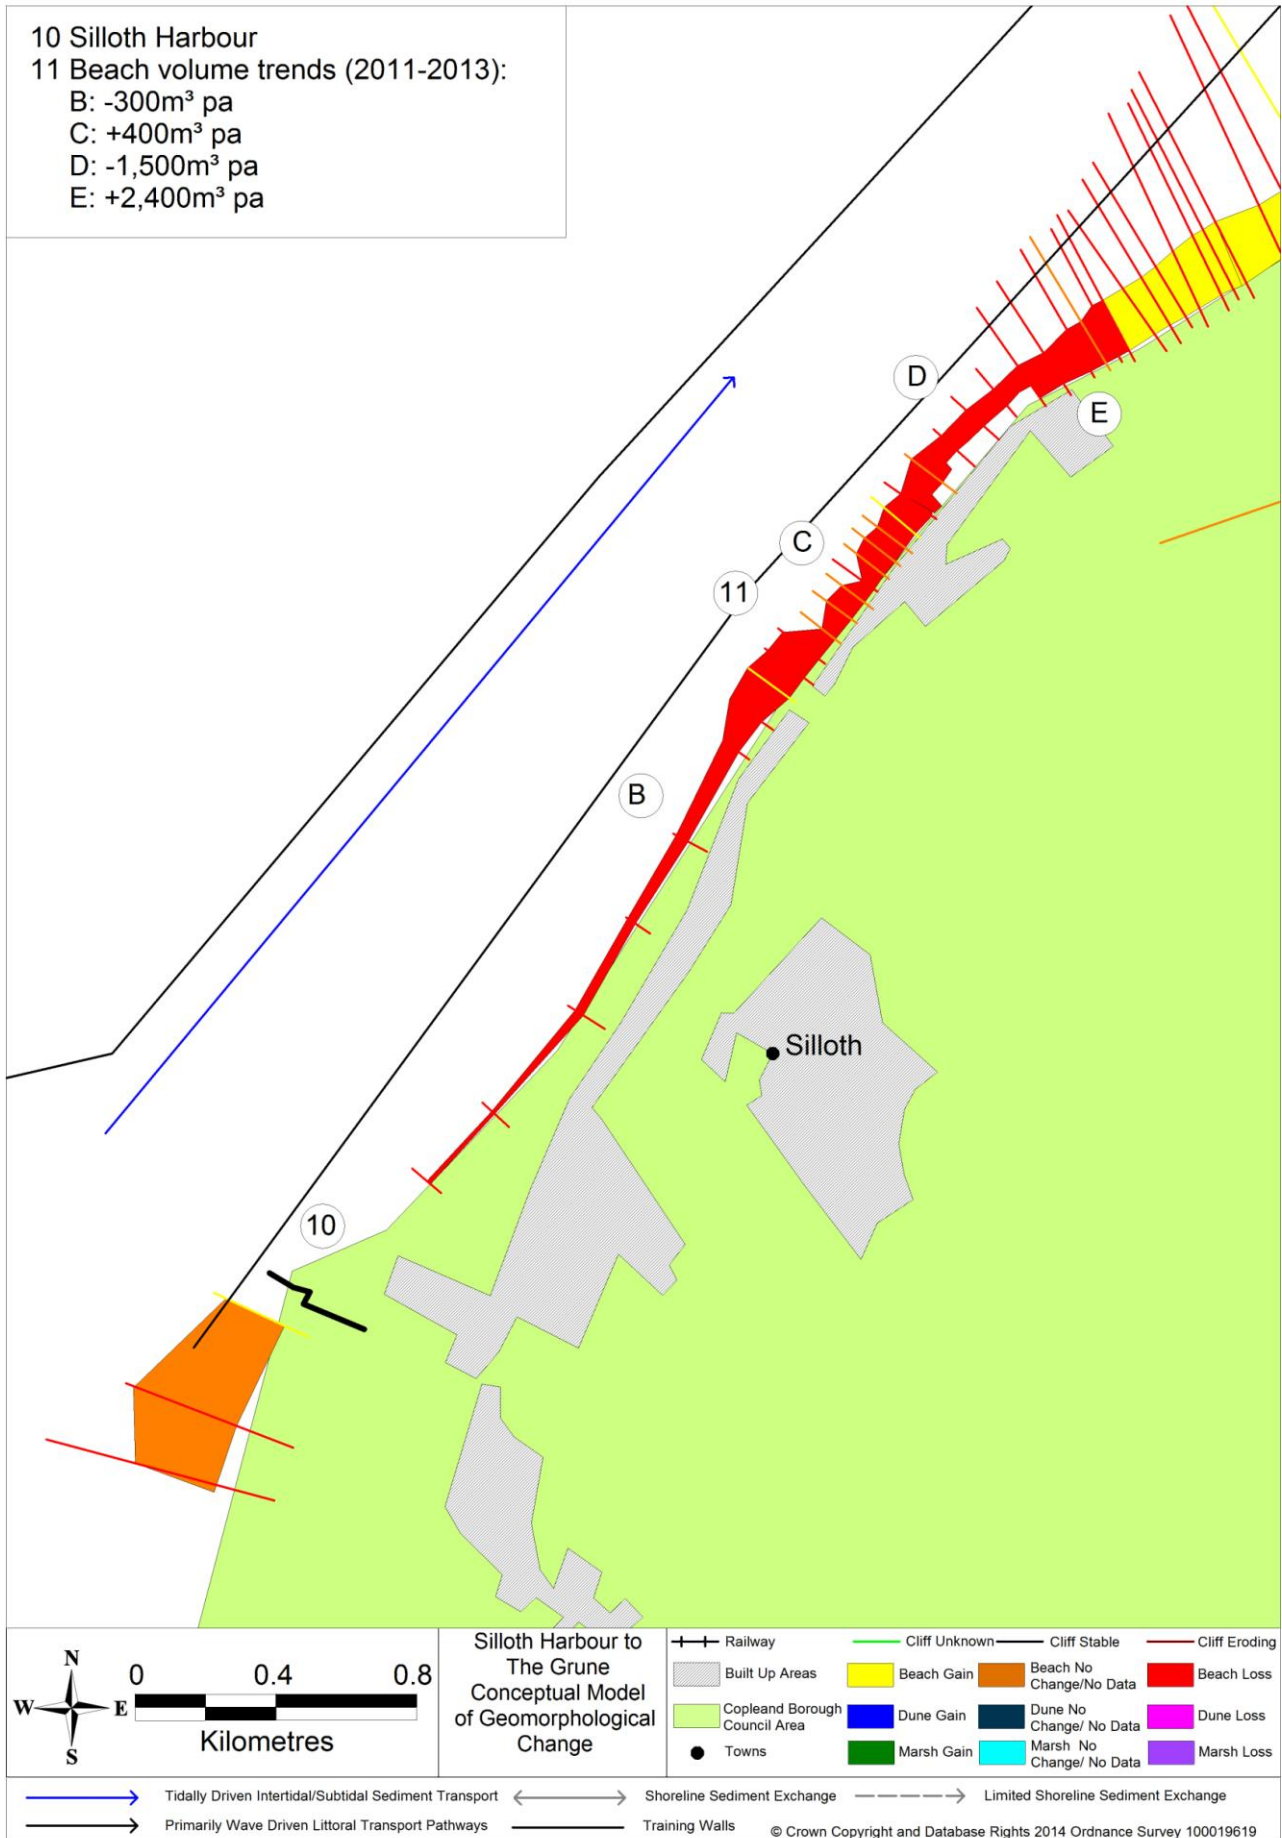 10 Silloth Harbour
11 Beach volume trends (2011-2013):
B: -300m³ pa
C: +400m³ pa
D: -1,500m³ pa
E: +2,400m³ pa
D
E
C
11
B
Silloth
10
N
W E
S
0 0.4 0.8
Kilometres
Silloth Harbour to
The Grune
Conceptual Model
of Geomorphological
Change
Railway
Cliff Unknown
Cliff Stable
Cliff Eroding
Built Up Areas
Beach Gain
Beach No
Change/No Data
Beach Loss
Copleand Borough
Council Area
Dune Gain
Dune No
Change/ No Data
Dune Loss
Towns
Marsh Gain
Marsh No
Change/ No Data
Marsh Loss
Tidally Driven Intertidal/Subtidal Sediment Transport
Shoreline Sediment Exchange
Limited Shoreline Sediment Exchange
Primarily Wave Driven Littoral Transport Pathways
Training Walls
© Crown Copyright and Database Rights 2014 Ordnance Survey 100019619